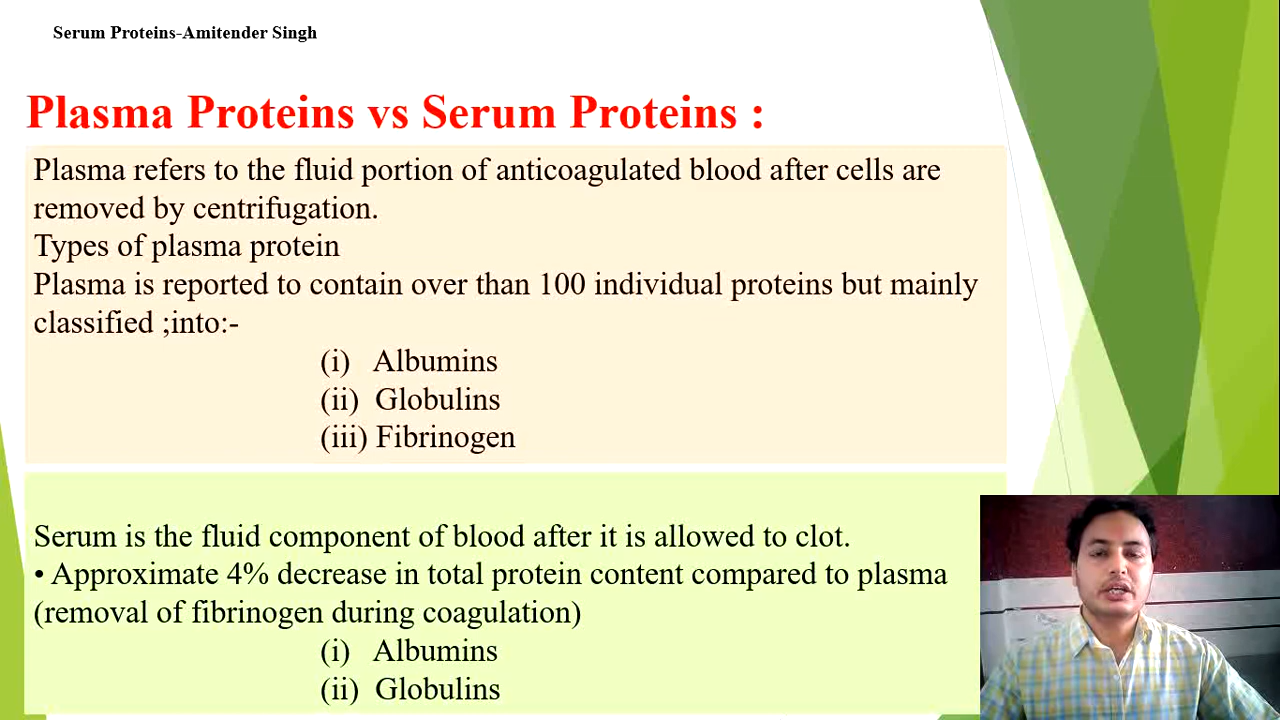 Serum Proteins-Amitender Singh
Plasma Proteins vs Serum Proteins :
Plasma refers to the fluid portion of anticoagulated blood after cells are
removed by centrifugation.
Types of plasma protein
Plasma is reported to contain over than 100 individual proteins but mainly
classified ;into:-
(i) Albumins
(ii) Globulins
(iii) Fibrinogen
Serum is the fluid component of blood after it is allowed to clot.
• Approximate 4% decrease in total protein content compared to plasma
(removal of fibrinogen during coagulation)
(i) Albumins
(ii) Globulins